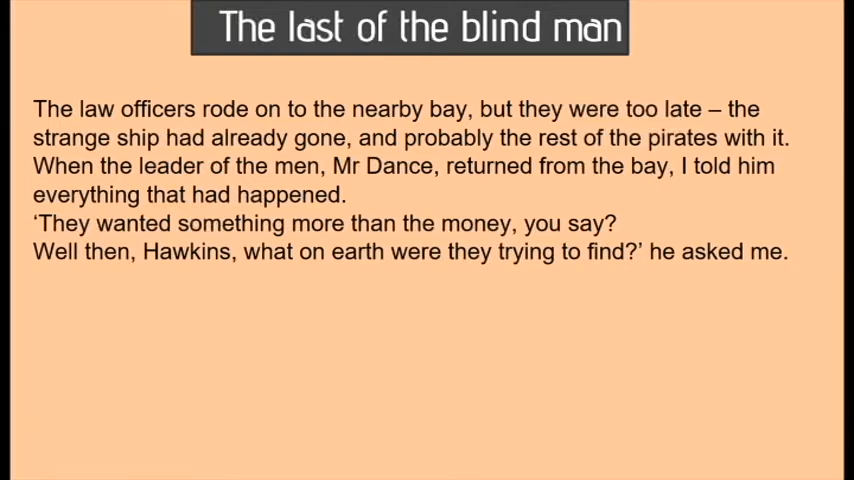 The last of the blind man
The law officers rode on to the nearby bay, but they were too late – the
strange ship had already gone, and probably the rest of the pirates with it.
When the leader of the men, Mr Dance, returned from the bay, I told him
everything that had happened.
‘They wanted something more than the money, you say?
Well then, Hawkins, what on earth were they trying to find?’ he asked me.